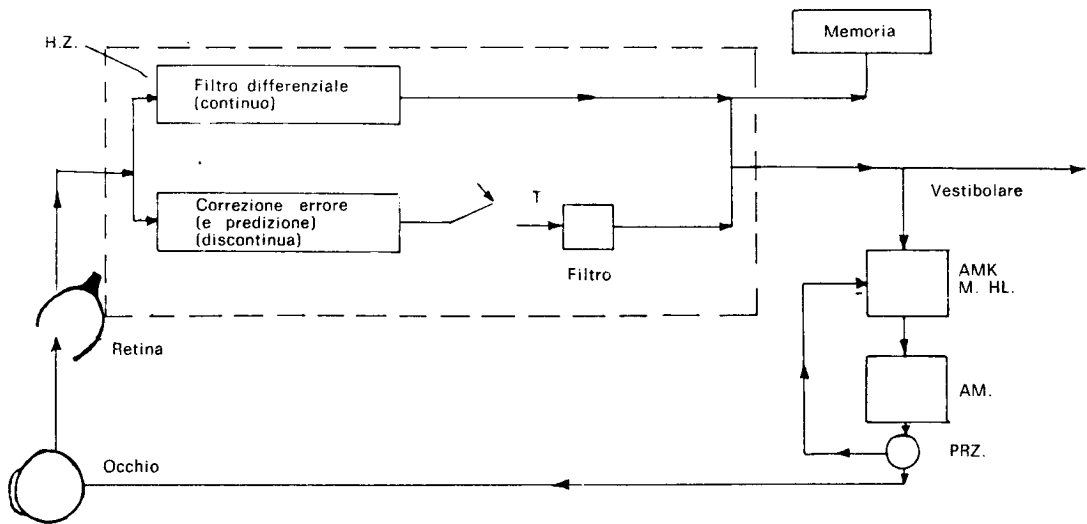 H.Z.
Memoria
Filtro differenziale
(continuo)
Correzione errore
(e predizione)
(discontinua)
T
Filtro
Vestibolare
AMK
M. HL.
Retina
AM.
Occhio
PRZ.